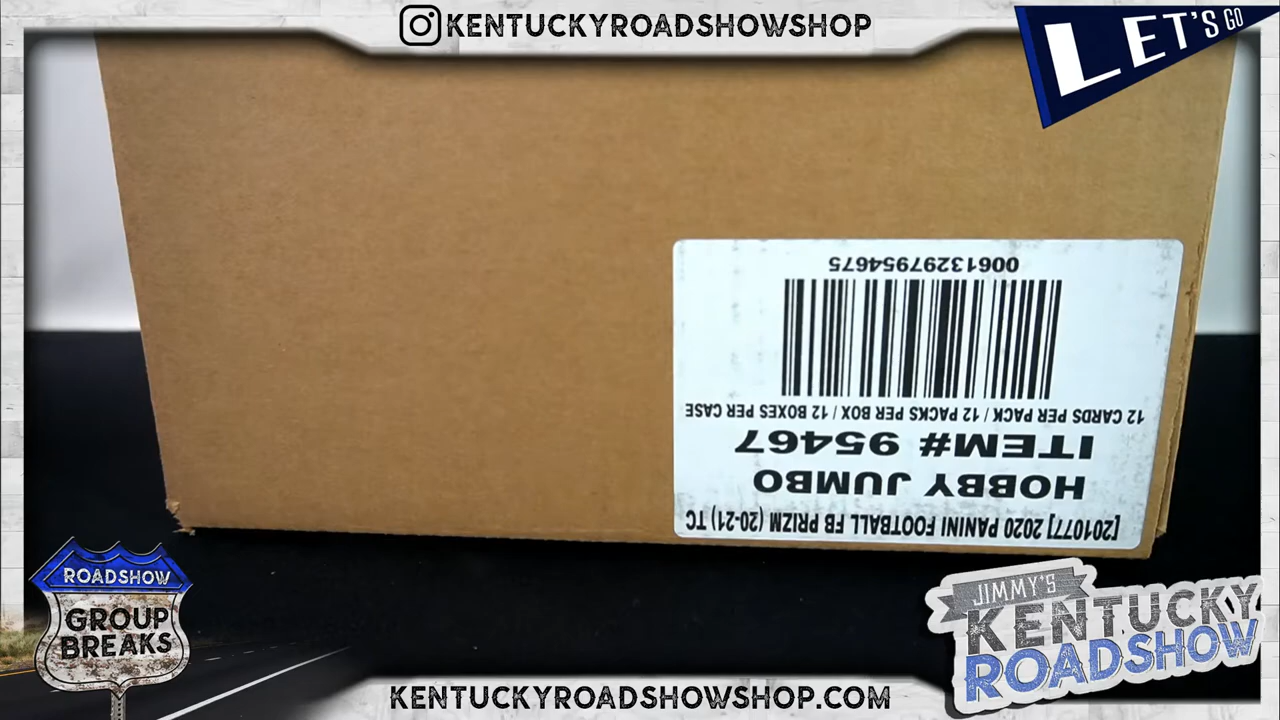 KENTUCKYROADSHOWSHOP
LET'S GO
[201077] 2020 PANINI FOOTBALL FB PRIZM (20-21) TC
HOBBY JUMBO
ITEM# 95467
12 CARDS PER PACK / 12 PACKS PER BOX / 12 BOXES PER CASE
00613297954675
ROADSHOW
GROUP
BREAKS
JIMMY'S
KENTUCKY
ROADSHOW
KENTUCKYROADSHOWSHOP.COM